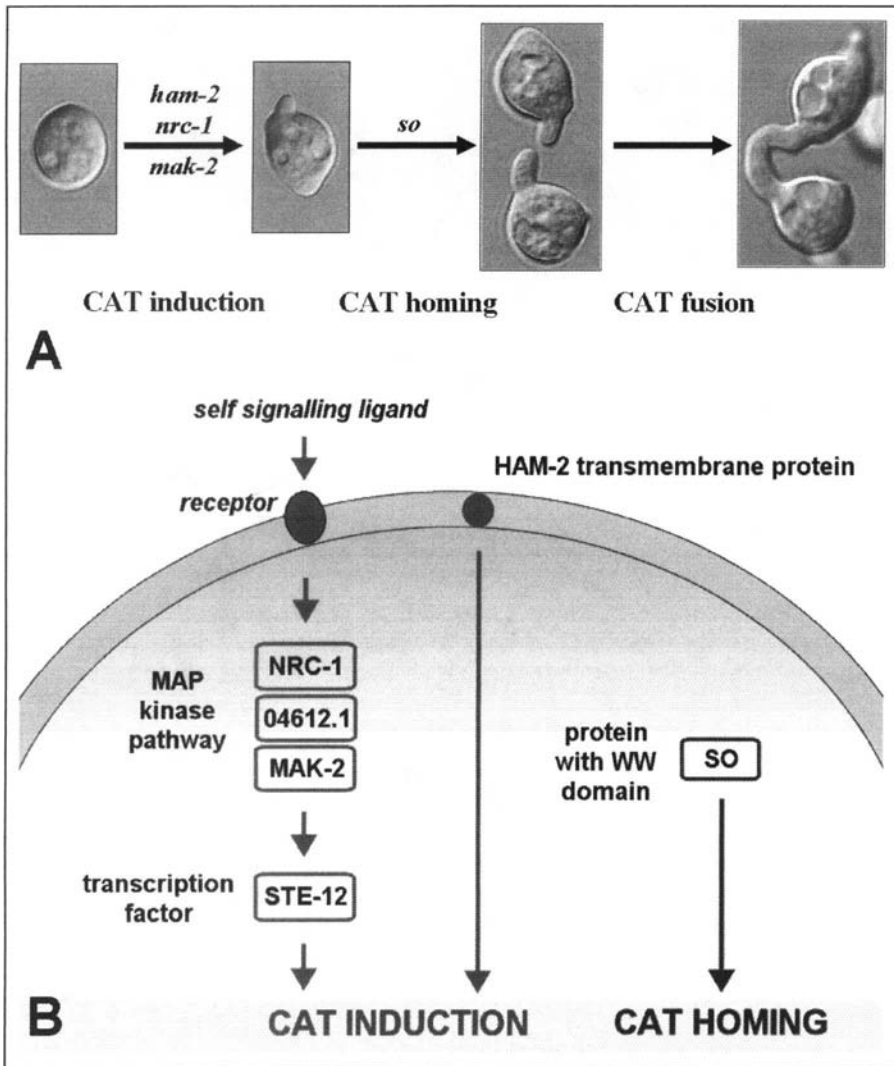 ham-2
nrc-1
mak-2
so
CAT induction
CAT homing
CAT fusion
A
self signalling ligand
receptor
HAM-2 transmembrane protein
MAP
kinase
pathway
NRC-1
04612.1
MAK-2
protein
with WW
domain
SO
transcription
factor
STE-12
B
CAT INDUCTION
CAT HOMING